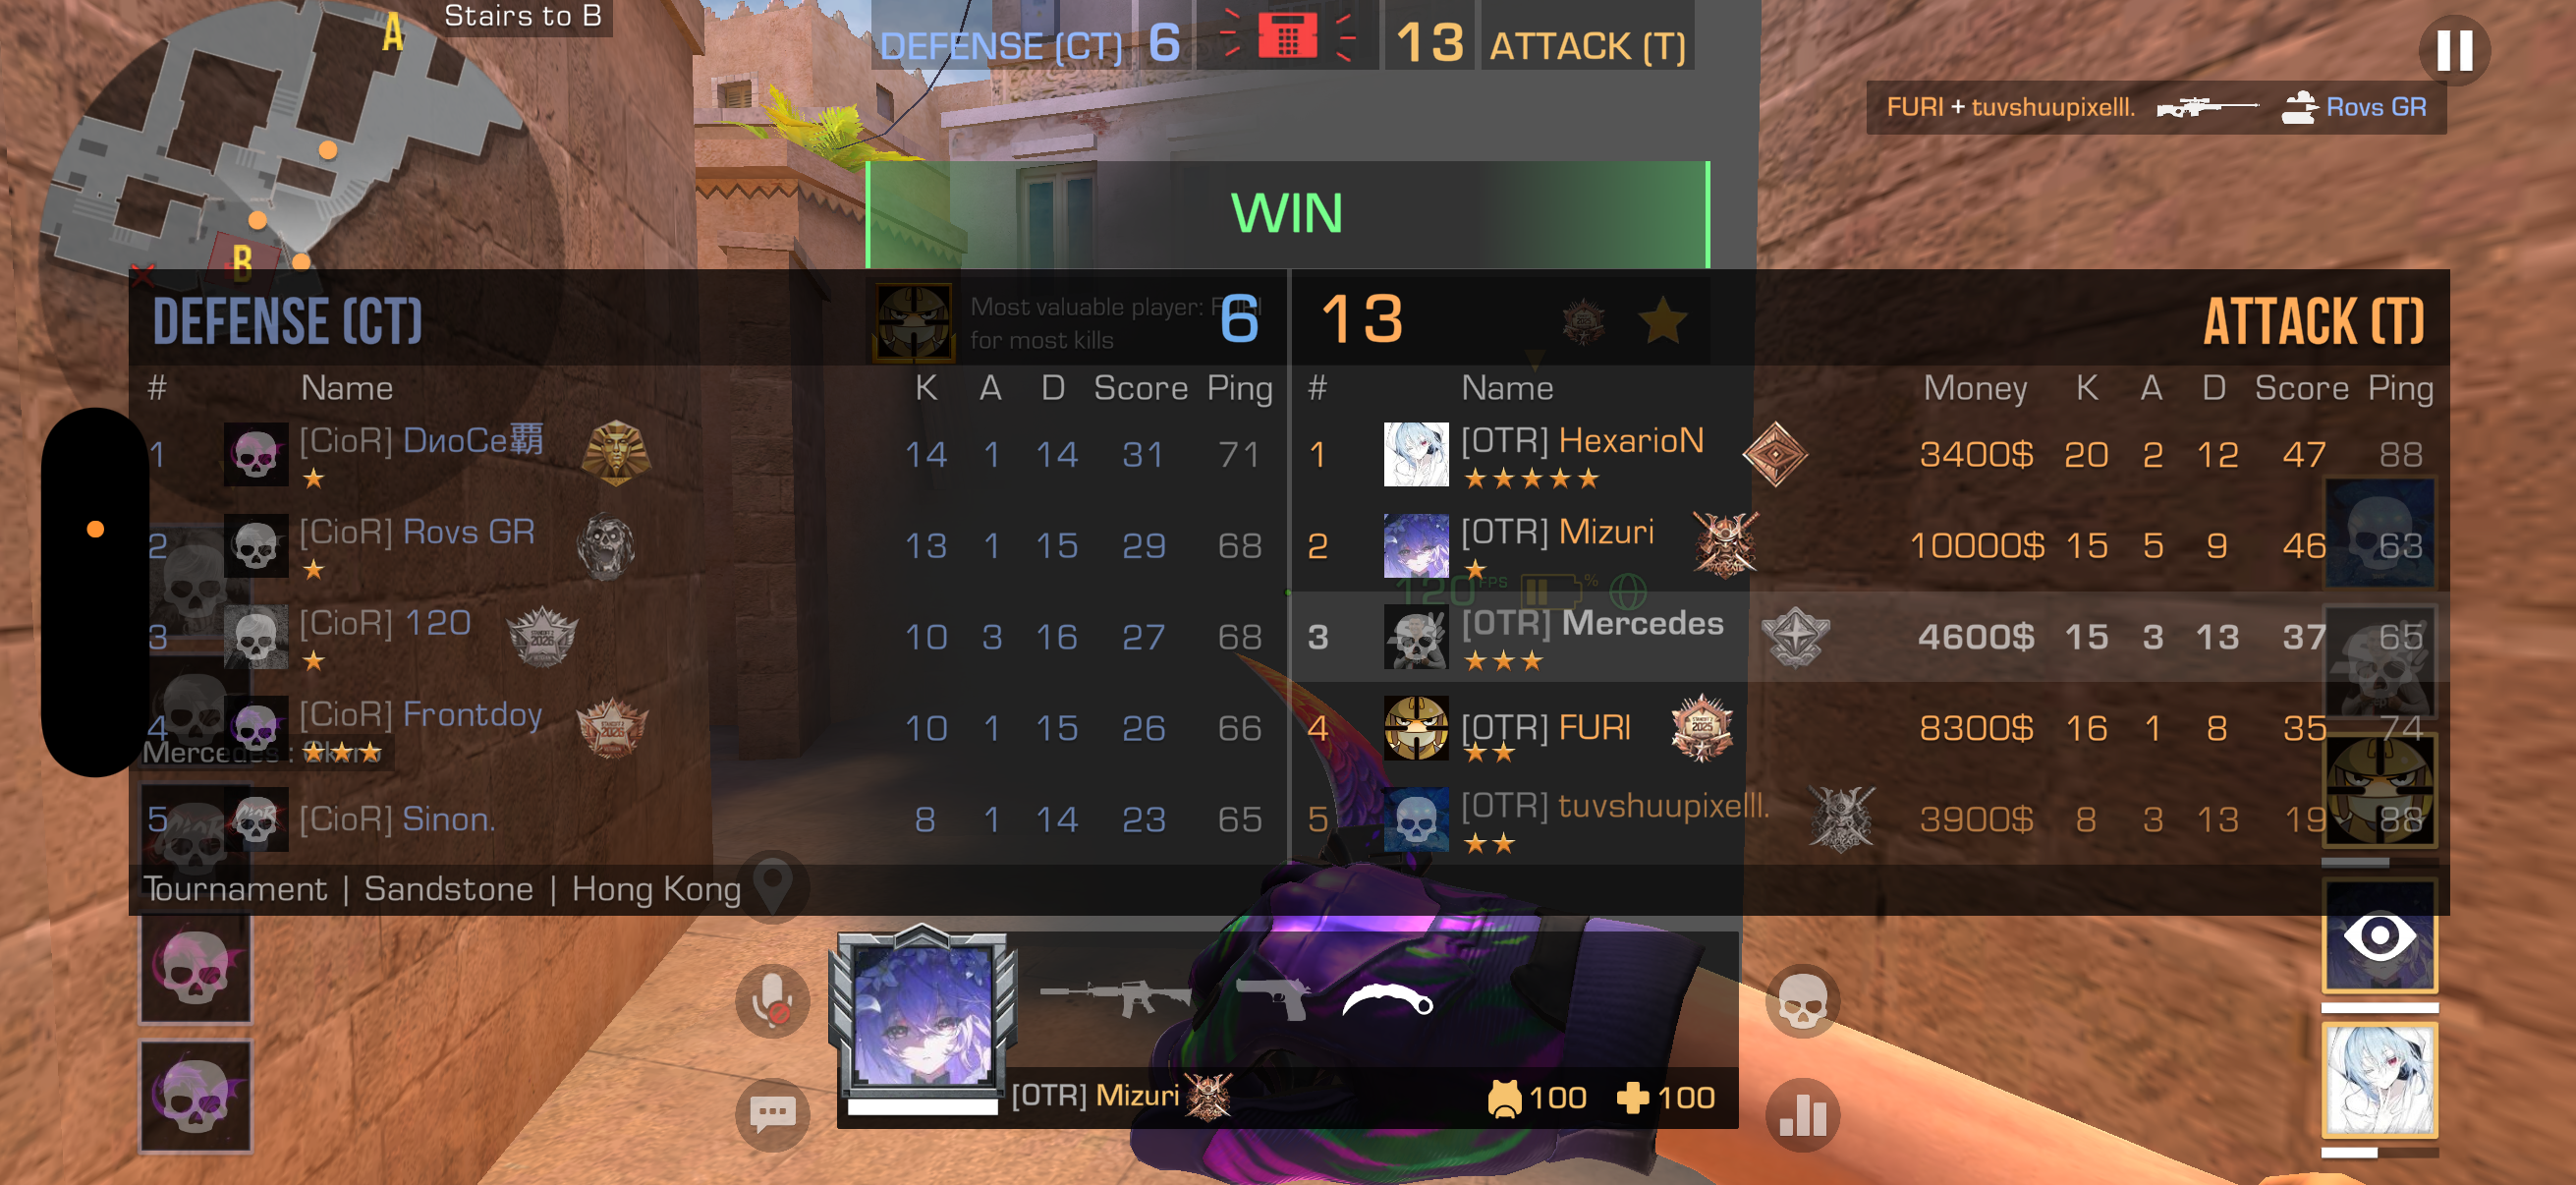 Stairs to B
A
B
DEFENSE (CT) 6 13 ATTACK (T)
FURI + tuvshuupixelll. Rovs GR
WIN
Most valuable player: FURI
for most kills
DEFENSE (CT) 6
13 ATTACK (T)
# Name K A D Score Ping
1 [CioR] DиoCe覇 14 1 14 31 71
2 [CioR] Rovs GR 13 1 15 29 68
3 [CioR] 120 10 3 16 27 68
4 [CioR] Frontdoy 10 1 15 26 66
5 [CioR] Sinon. 8 1 14 23 65
# Name Money K A D Score Ping
1 [OTR] HexarioN 3400$ 20 2 12 47 88
2 [OTR] Mizuri 10000$ 15 5 9 46 63
3 [OTR] Mercedes 4600$ 15 3 13 37 65
4 [OTR] FURI 8300$ 16 1 8 35 74
5 [OTR] tuvshuupixelll. 3900$ 8 3 13 19 88
120 FPS %
Mercedes :
Tournament | Sandstone | Hong Kong
[OTR] Mizuri 100 100